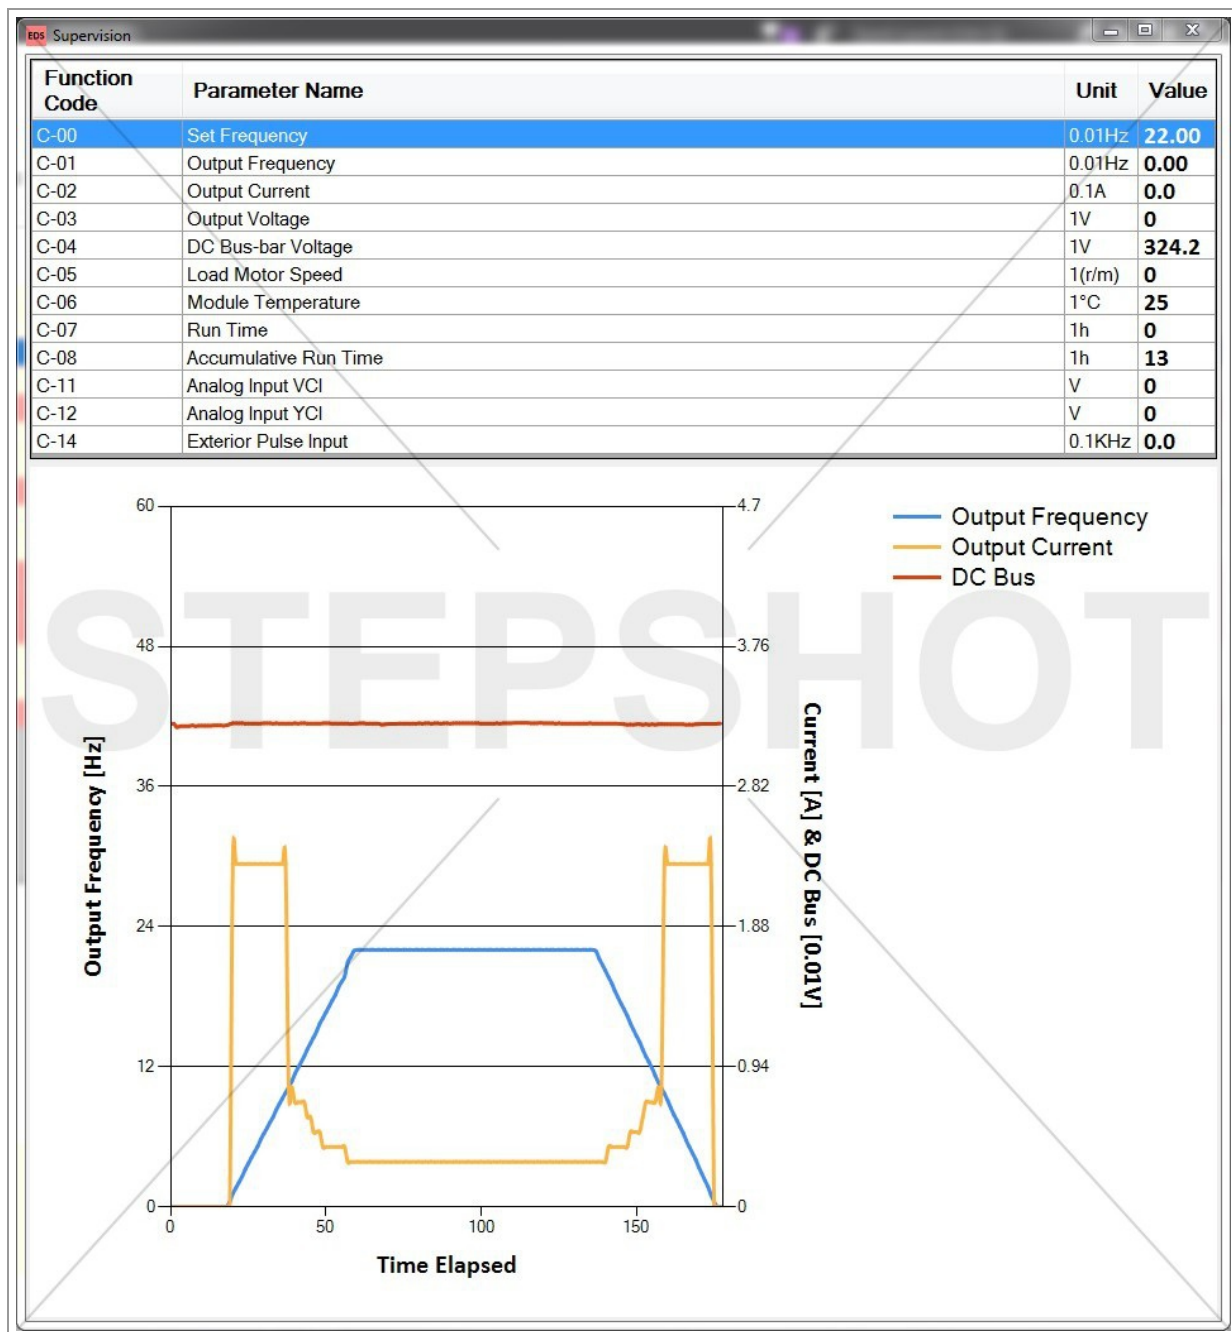 EDS Supervision
Function Code Parameter Name Unit Value
C-00 Set Frequency 0.01Hz 22.00
C-01 Output Frequency 0.01Hz 0.00
C-02 Output Current 0.1A 0.0
C-03 Output Voltage 1V 0
C-04 DC Bus-bar Voltage 1V 324.2
C-05 Load Motor Speed 1(r/m) 0
C-06 Module Temperature 1°C 25
C-07 Run Time 1h 0
C-08 Accumulative Run Time 1h 13
C-11 Analog Input VCI V 0
C-12 Analog Input YCI V 0
C-14 Exterior Pulse Input 0.1KHz 0.0
60 4.7
Output Frequency
Output Current
DC Bus
STEPSHOT
48 3.76
Output Frequency [Hz]
Current [A] & DC Bus [0.01V]
36 2.82
24 1.88
12 0.94
0 0
0 50 100 150
Time Elapsed